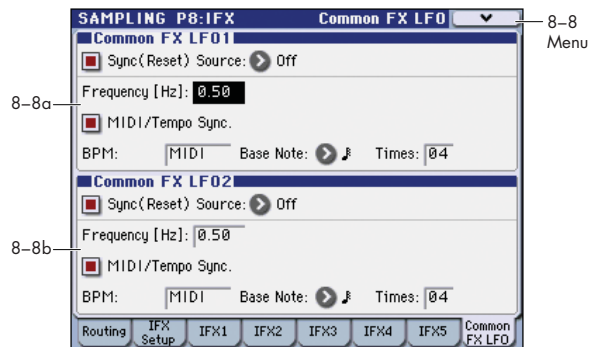 SAMPLING P8:IFX Common FX LFO
8–8 Menu
Common FX LFO1
Sync(Reset) Source: Off
8–8a
Frequency [Hz]: 0.50
MIDI/Tempo Sync.
BPM: MIDI Base Note: Times: 04
Common FX LFO2
Sync(Reset) Source: Off
8–8b
Frequency [Hz]: 0.50
MIDI/Tempo Sync.
BPM: MIDI Base Note: Times: 04
Routing IFX Setup IFX1 IFX2 IFX3 IFX4 IFX5 Common FX LFO